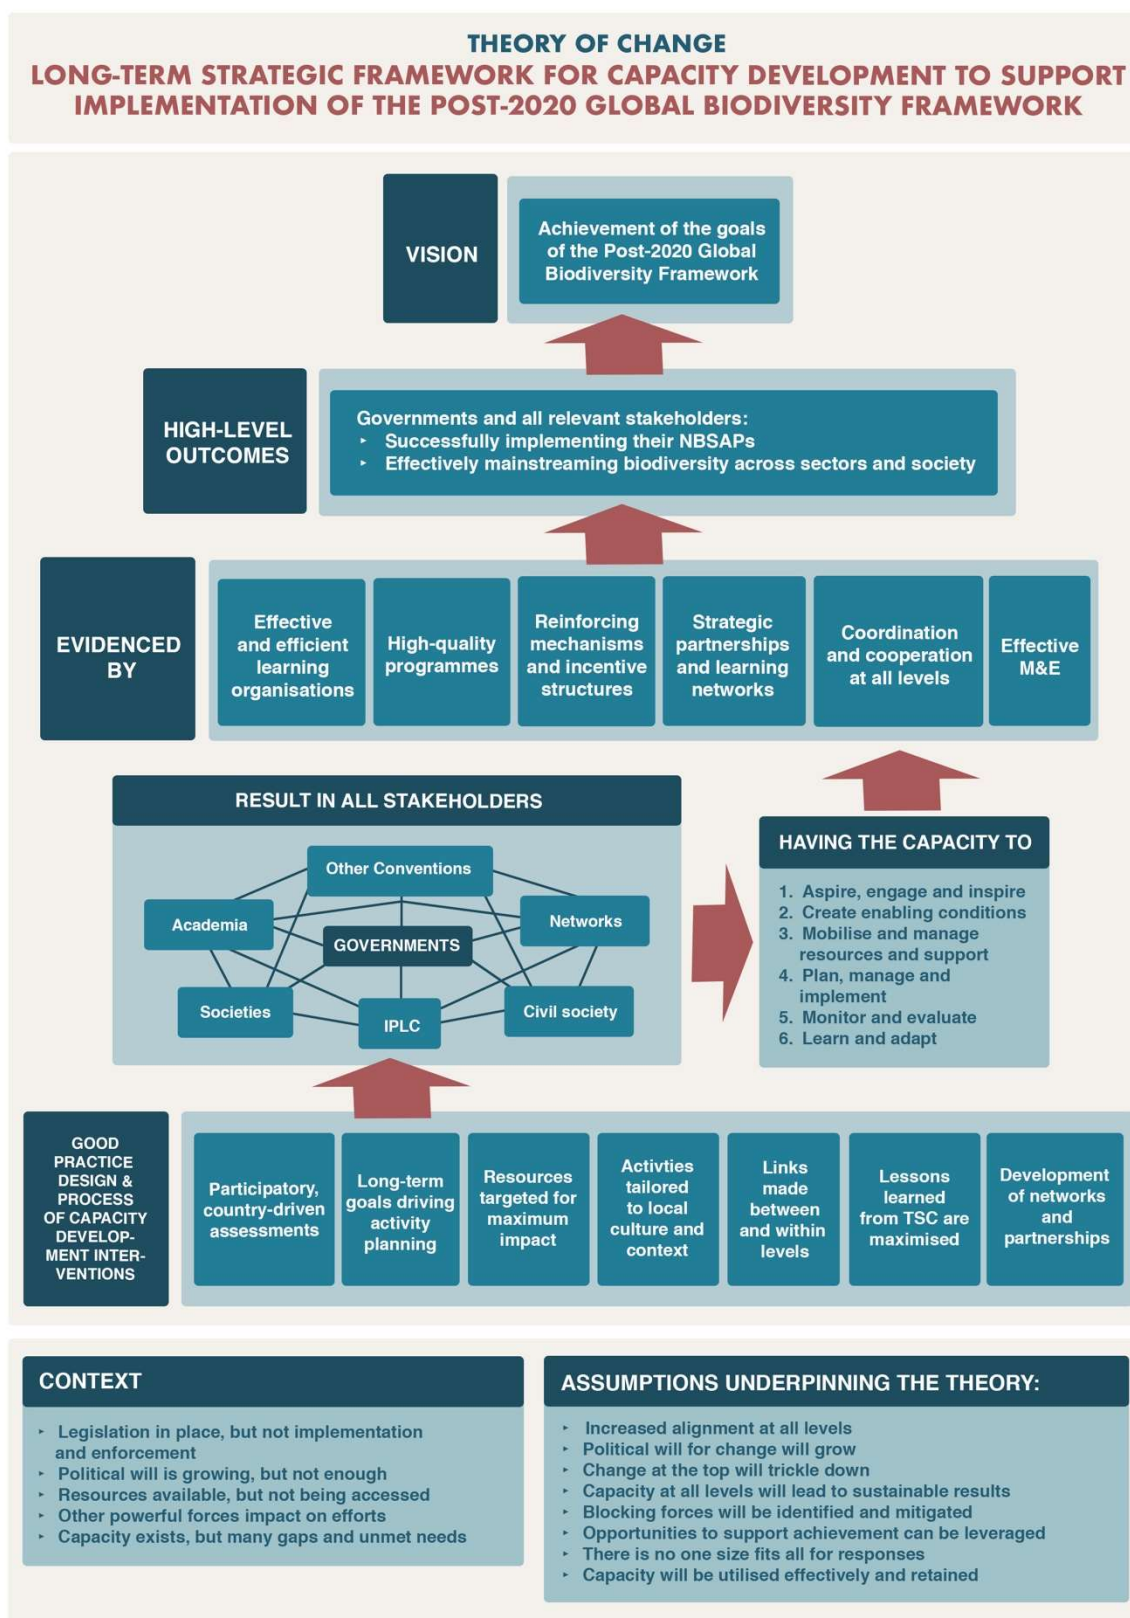 THEORY OF CHANGE
LONG-TERM STRATEGIC FRAMEWORK FOR CAPACITY DEVELOPMENT TO SUPPORT
IMPLEMENTATION OF THE POST-2020 GLOBAL BIODIVERSITY FRAMEWORK
VISION
Achievement of the goals
of the Post-2020 Global
Biodiversity Framework
HIGH-LEVEL
OUTCOMES
Governments and all relevant stakeholders:
‣ Successfully implementing their NBSAPs
‣ Effectively mainstreaming biodiversity across sectors and society
EVIDENCED
BY
Effective
and efficient
learning
organisations
High-quality
programmes
Reinforcing
mechanisms
and incentive
structures
Strategic
partnerships
and learning
networks
Coordination
and cooperation
at all levels
Effective
M&E
RESULT IN ALL STAKEHOLDERS
Other Conventions
Academia
Networks
GOVERNMENTS
Societies
IPLC
Civil society
HAVING THE CAPACITY TO
1. Aspire, engage and inspire
2. Create enabling conditions
3. Mobilise and manage
resources and support
4. Plan, manage and
implement
5. Monitor and evaluate
6. Learn and adapt
GOOD
PRACTICE
DESIGN &
PROCESS
OF CAPACITY
DEVELOP-
MENT INTER-
VENTIONS
Participatory,
country-driven
assessments
Long-term
goals driving
activity
planning
Resources
targeted for
maximum
impact
Activties
tailored
to local
culture and
context
Links
made
between
and within
levels
Lessons
learned
from TSC are
maximised
Development
of networks
and
partnerships
CONTEXT
‣ Legislation in place, but not implementation
and enforcement
‣ Political will is growing, but not enough
‣ Resources available, but not being accessed
‣ Other powerful forces impact on efforts
‣ Capacity exists, but many gaps and unmet needs
ASSUMPTIONS UNDERPINNING THE THEORY:
‣ Increased alignment at all levels
‣ Political will for change will grow
‣ Change at the top will trickle down
‣ Capacity at all levels will lead to sustainable results
‣ Blocking forces will be identified and mitigated
‣ Opportunities to support achievement can be leveraged
‣ There is no one size fits all for responses
‣ Capacity will be utilised effectively and retained